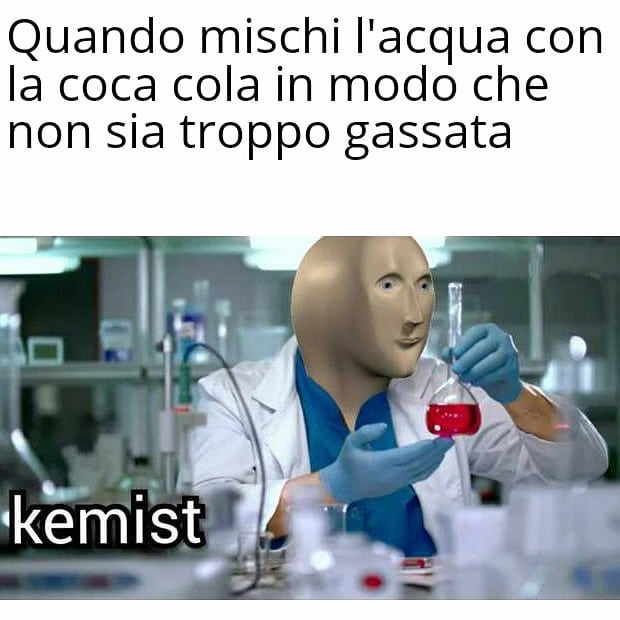 Quando mischi l'acqua con
la coca cola in modo che
non sia troppo gassata
kemist